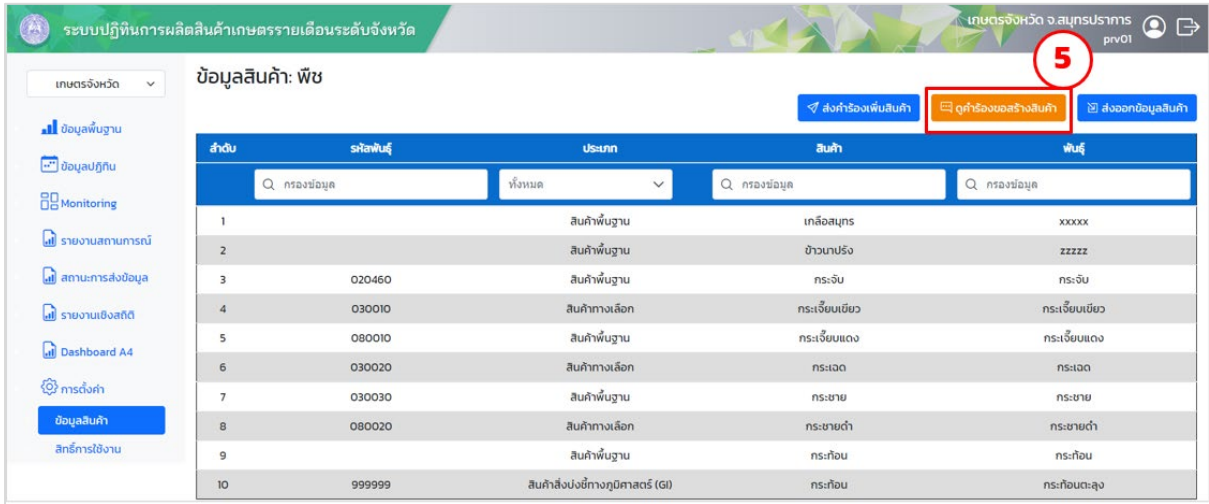 ระบบปฏิทินการผลิตสินค้าเกษตรรายเดือนระดับจังหวัด
เกษตรจังหวัด จ.สมุทรปราการ
prv01
5
เกษตรจังหวัด
ข้อมูลสินค้า: พืช
ส่งคำร้องเพิ่มสินค้า ดูคำร้องขอสร้างสินค้า ส่งออกข้อมูลสินค้า
ข้อมูลพื้นฐาน
ข้อมูลปฏิทิน
Monitoring
รายงานสถานการณ์
สถานะการส่งข้อมูล
รายงานเชิงสถิติ
Dashboard A4
การตั้งค่า
ข้อมูลสินค้า
สิทธิ์การใช้งาน
ลำดับ รหัสพันธุ์ ประเภท สินค้า พันธุ์
กรองข้อมูล ทั้งหมด กรองข้อมูล กรองข้อมูล
1 สินค้าพื้นฐาน เกลือสมุทร xxxxx
2 สินค้าพื้นฐาน ข้าวนาปรัง zzzzz
3 020460 สินค้าพื้นฐาน กระจับ กระจับ
4 030010 สินค้าทางเลือก กระเจี๊ยบเขียว กระเจี๊ยบเขียว
5 080010 สินค้าพื้นฐาน กระเจี๊ยบแดง กระเจี๊ยบแดง
6 030020 สินค้าทางเลือก กระเฉด กระเฉด
7 030030 สินค้าพื้นฐาน กระชาย กระชาย
8 080020 สินค้าทางเลือก กระชายดำ กระชายดำ
9 สินค้าพื้นฐาน กระท้อน กระท้อน
10 999999 สินค้าสิ่งบ่งชี้ทางภูมิศาสตร์ (GI) กระท้อน กระท้อนตะลุง